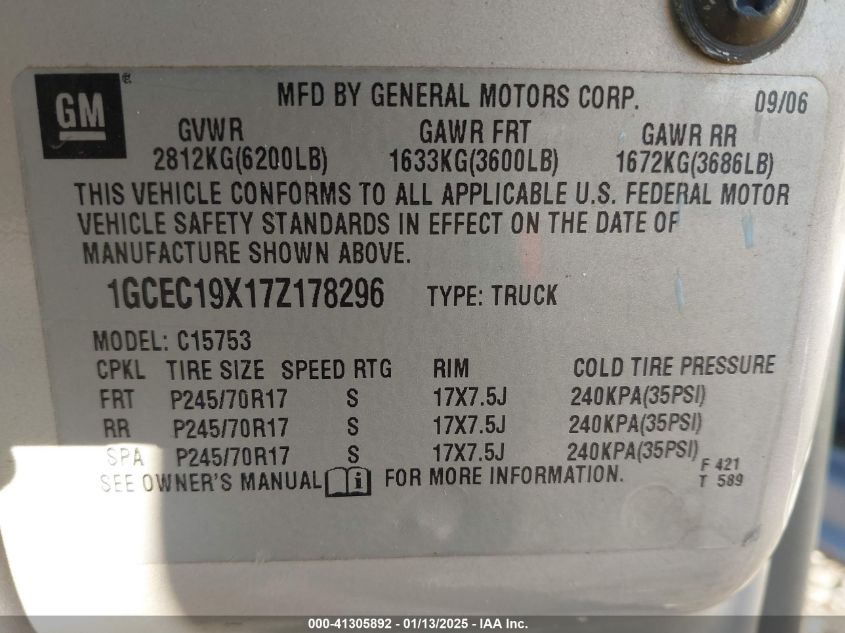 GM ®
MFD BY GENERAL MOTORS CORP. 09/06
GVWR GAWR FRT GAWR RR
2812KG(6200LB) 1633KG(3600LB) 1672KG(3686LB)
THIS VEHICLE CONFORMS TO ALL APPLICABLE U.S. FEDERAL MOTOR
VEHICLE SAFETY STANDARDS IN EFFECT ON THE DATE OF
MANUFACTURE SHOWN ABOVE.
1GCEC19X17Z178296 TYPE: TRUCK
MODEL: C15753
CPKL TIRE SIZE SPEED RTG RIM COLD TIRE PRESSURE
FRT P245/70R17 S 17X7.5J 240KPA(35PSI)
RR P245/70R17 S 17X7.5J 240KPA(35PSI)
SPA P245/70R17 S 17X7.5J 240KPA(35PSI)
SEE OWNER'S MANUAL i FOR MORE INFORMATION.
F 421
T 589
000-41305892 - 01/13/2025 - IAA Inc.